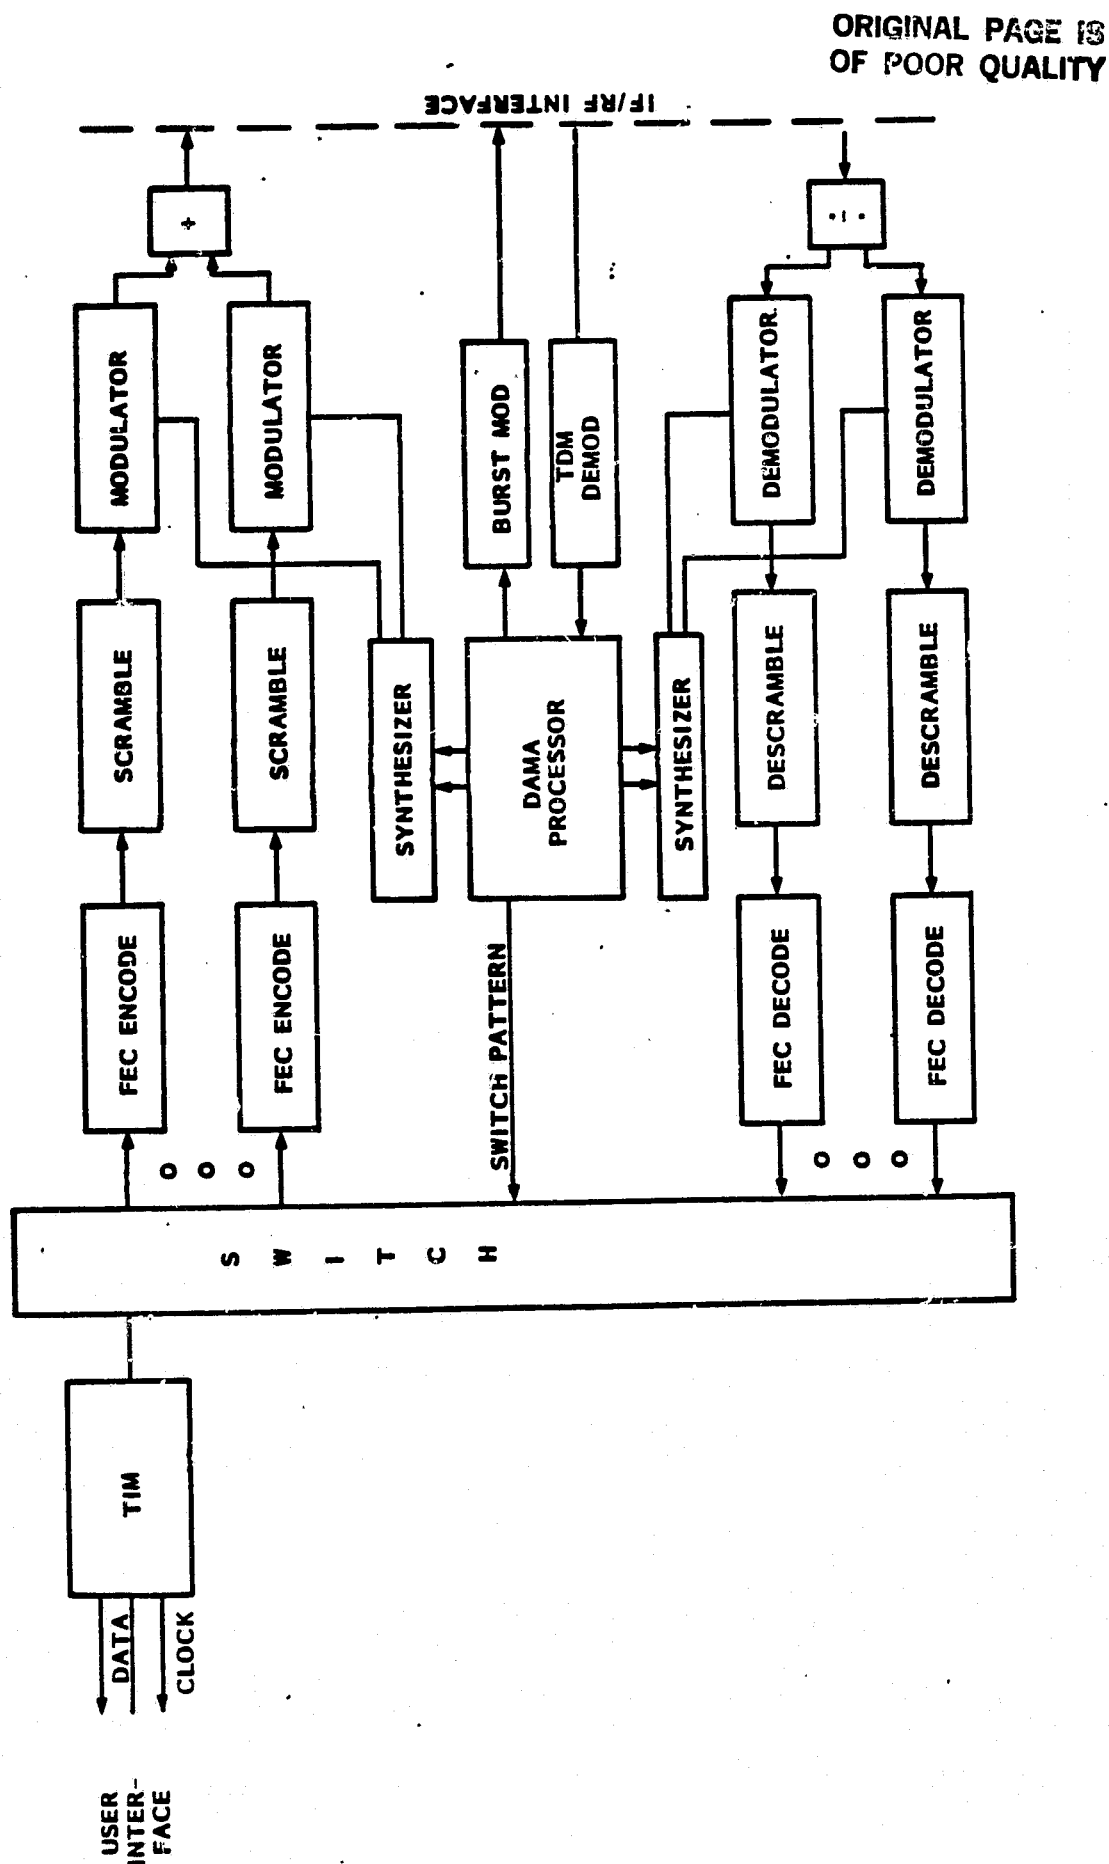 ORIGINAL PAGE IS
OF POOR QUALITY
IF/RF INTERFACE
+
÷
MODULATOR
MODULATOR
BURST MOD
TDM
DEMOD
DEMODULATOR
DEMODULATOR
SCRAMBLE
SCRAMBLE
SYNTHESIZER
DAMA
PROCESSOR
SYNTHESIZER
DESCRAMBLE
DESCRAMBLE
FEC ENCODE
FEC ENCODE
SWITCH PATTERN
FEC DECODE
FEC DECODE
SWITCH
TIM
DATA
CLOCK
USER
INTER-
FACE